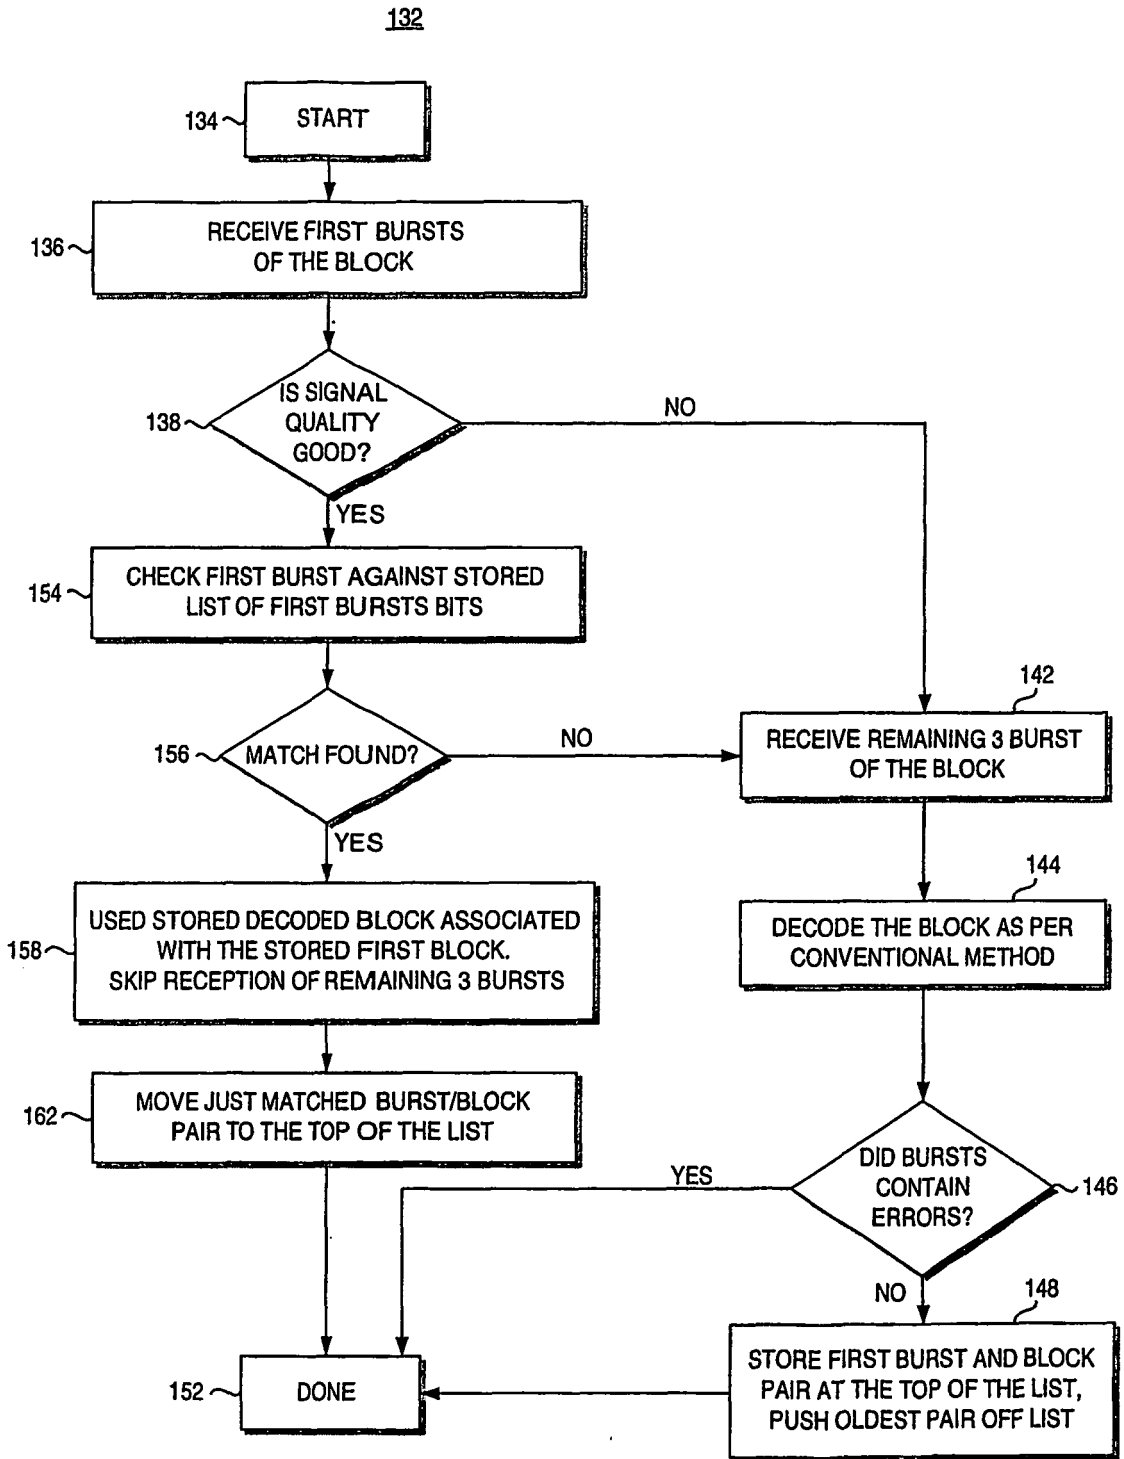 132
134
START
136
RECEIVE FIRST BURSTS
OF THE BLOCK
138
IS SIGNAL
QUALITY
GOOD?
NO
YES
154
CHECK FIRST BURST AGAINST STORED
LIST OF FIRST BURSTS BITS
156
MATCH FOUND?
NO
YES
142
RECEIVE REMAINING 3 BURST
OF THE BLOCK
144
DECODE THE BLOCK AS PER
CONVENTIONAL METHOD
158
USED STORED DECODED BLOCK ASSOCIATED
WITH THE STORED FIRST BLOCK.
SKIP RECEPTION OF REMAINING 3 BURSTS
162
MOVE JUST MATCHED BURST/BLOCK
PAIR TO THE TOP OF THE LIST
146
DID BURSTS
CONTAIN
ERRORS?
YES
NO
148
STORE FIRST BURST AND BLOCK
PAIR AT THE TOP OF THE LIST,
PUSH OLDEST PAIR OFF LIST
152
DONE